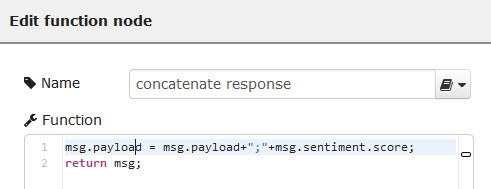 Edit function node
Name
concatenate response
Function
1 msg.payload = msg.payload+";"+msg.sentiment.score;
2 return msg;